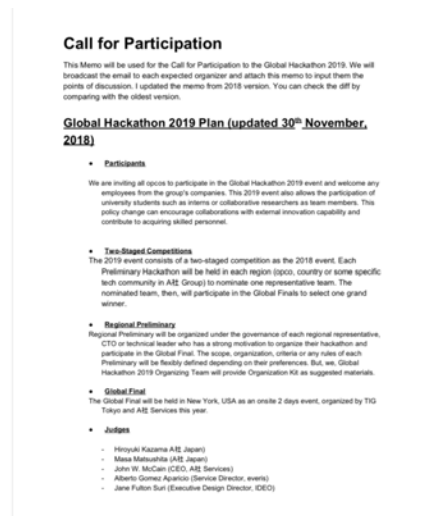 Call for Participation
This Memo will be used for the Call for Participation to the Global Hackathon 2019. We will
broadcast the email to each expected organizer and attach this memo to input them the
points of discussion. I updated the memo from 2018 version. You can check the diff by
comparing with the oldest version.
Global Hackathon 2019 Plan (updated 30th November,
2018)
● Participants
We are inviting all opcos to participate in the Global Hackathon 2019 event and welcome any
employees from the group's companies. This 2019 event also allows the participation of
university students such as interns or collaborative researchers as team members. This
policy change can encourage collaborations with external innovation capability and
contribute to acquiring skilled personnel.
● Two-Staged Competitions
The 2019 event consists of a two-staged competition as the 2018 event. Each
Preliminary Hackathon will be held in each region (opco, country or some specific
tech community in A社 Group) to nominate one representative team. The
nominated team, then, will participate in the Global Finals to select one grand
winner.
● Regional Preliminary
Regional Preliminary will be organized under the governance of each regional representative,
CTO or technical leader who has a strong motivation to organize their hackathon and
participate in the Global Final. The scope, organization, criteria or any rules of each
Preliminary will be flexibly defined depending on their preferences. But, we, Global
Hackathon 2019 Organizing Team will provide Organization Kit as suggested materials.
● Global Final
The Global Final will be held in New York, USA as an onsite 2 days event, organized by TIG
Tokyo and A社 Services this year.
● Judges
- Hiroyuki Kazama A社 Japan)
- Masa Matsushita (A社 Japan)
- John W. McCain (CEO, A社 Services)
- Alberto Gomez Aparicio (Service Director, everis)
- Jane Fulton Suri (Executive Design Director, IDEO)